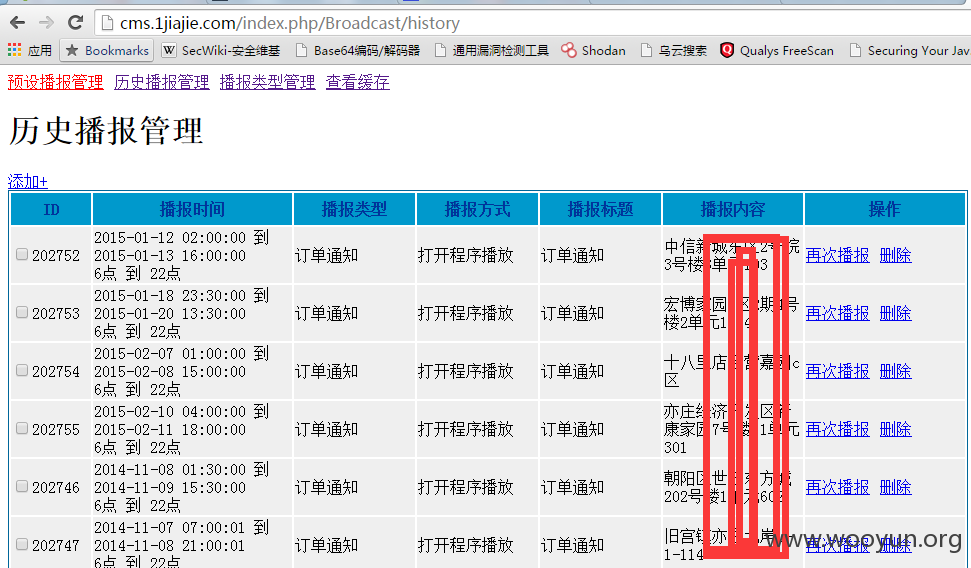 cms.1jiajie.com/index.php/Broadcast/history
应用 Bookmarks SecWiki-安全维基 Base64编码/解码器 通用漏洞检测工具 Shodan 乌云搜索 Qualys FreeScan Securing Your Jav
预设播报管理 历史播报管理 播报类型管理 查看缓存
历史播报管理
添加+
ID 播报时间 播报类型 播报方式 播报标题 播报内容 操作
2015-01-12 02:00:00 到
202752 2015-01-13 16:00:00 订单通知 打开程序播放 订单通知 再次播报 删除
6点 到 22点
中信新城东区2号院
3号楼
2015-01-18 23:30:00 到
202753 2015-01-20 13:30:00 订单通知 打开程序播放 订单通知 再次播报 删除
6点 到 22点
宏博家园
楼2单元1
2015-02-07 01:00:00 到
202754 2015-02-08 15:00:00 订单通知 打开程序播放 订单通知 再次播报 删除
6点 到 22点
十八里店
区
2015-02-10 04:00:00 到
202755 2015-02-11 18:00:00 订单通知 打开程序播放 订单通知 再次播报 删除
6点 到 22点
亦庄经济开发区
康家园7号楼
301
2014-11-08 01:30:00 到
202746 2014-11-09 15:30:00 订单通知 打开程序播放 订单通知 再次播报 删除
6点 到 22点
朝阳区世
202号楼1
2014-11-07 07:00:01 到
202747 2014-11-08 21:00:01 订单通知 打开程序播放 订单通知 再次播报 删除
6点 到 22点
旧宫镇亦
1-114
www.wooyun.org